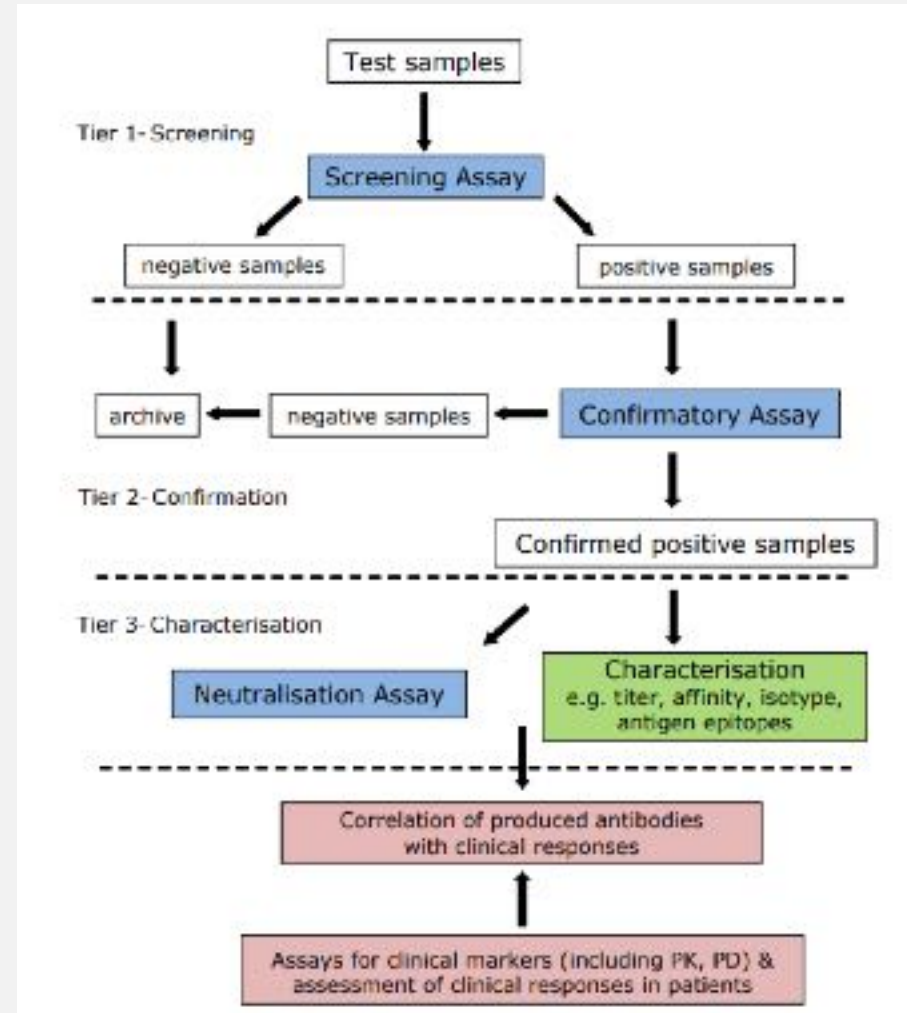 Test samples
Tier 1- Screening
Screening Assay
negative samples
positive samples
archive
negative samples
Confirmatory Assay
Tier 2- Confirmation
Confirmed positive samples
Tier 3- Characterisation
Neutralisation Assay
Characterisation
e.g. titer, affinity, isotype,
antigen epitopes
Correlation of produced antibodies
with clinical responses
Assays for clinical markers (including PK, PD) &
assessment of clinical responses in patients